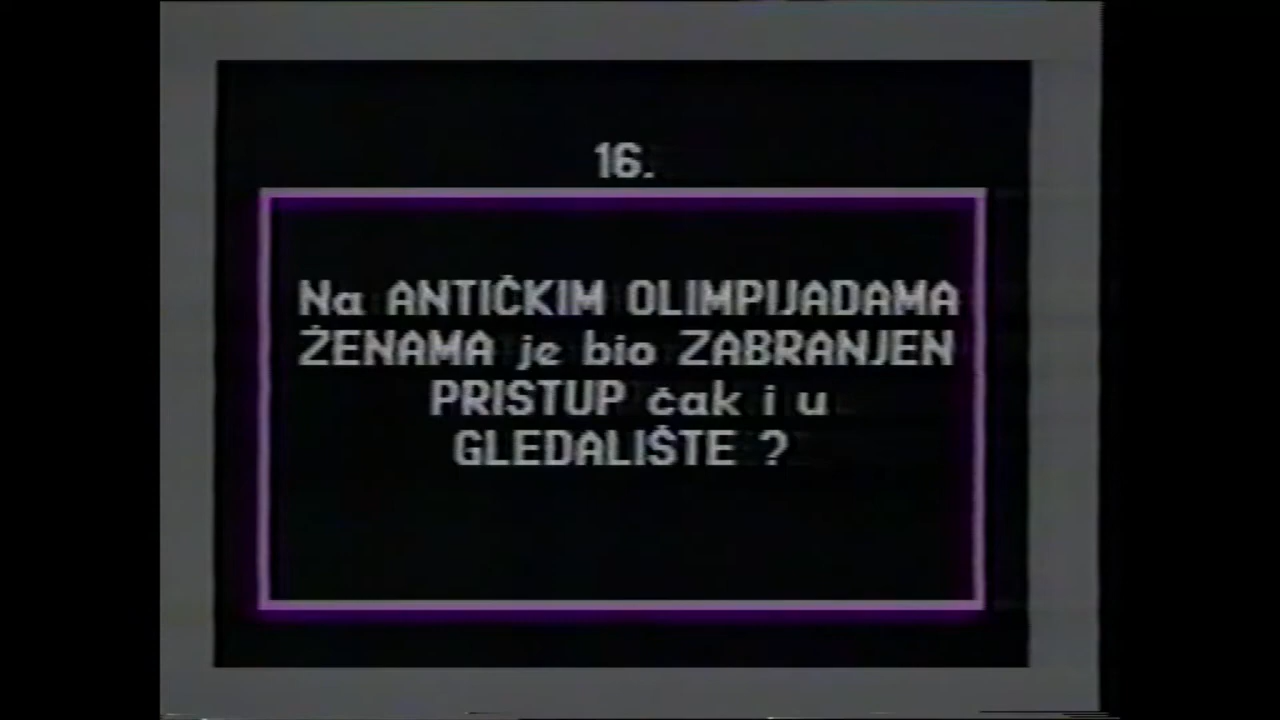 16.
Na ANTIČKIM OLIMPIJADAMA
ŽENAMA je bio ZABRANJEN
PRISTUP čak i u
GLEDALIŠTE ?